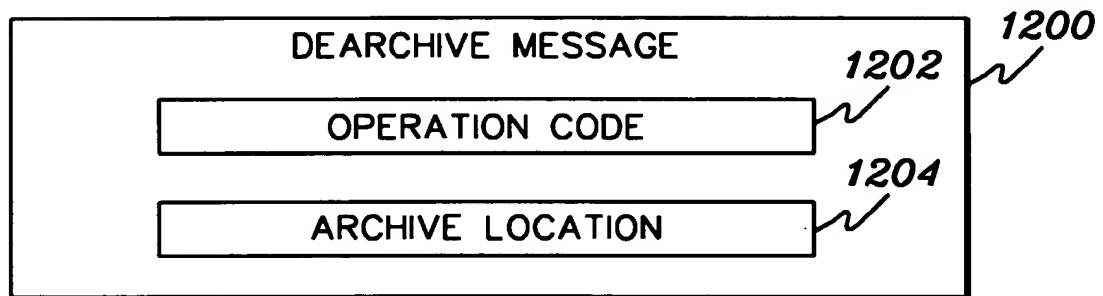 DEARCHIVE MESSAGE
1200
1202
OPERATION CODE
1204
ARCHIVE LOCATION